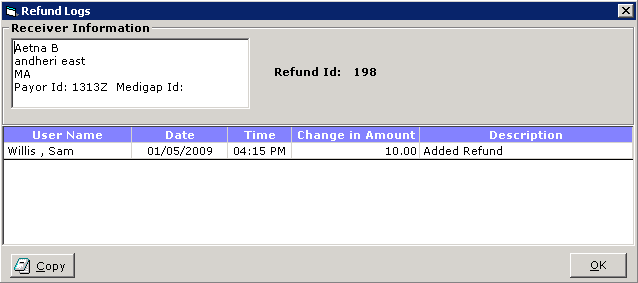 Refund Logs
Receiver Information
Aetna B
andheri east
MA
Payor Id: 1313Z  Medigap Id:
Refund Id:  198
User Name  Date  Time  Change in Amount  Description
Willis , Sam  01/05/2009  04:15 PM  10.00  Added Refund
Copy  OK